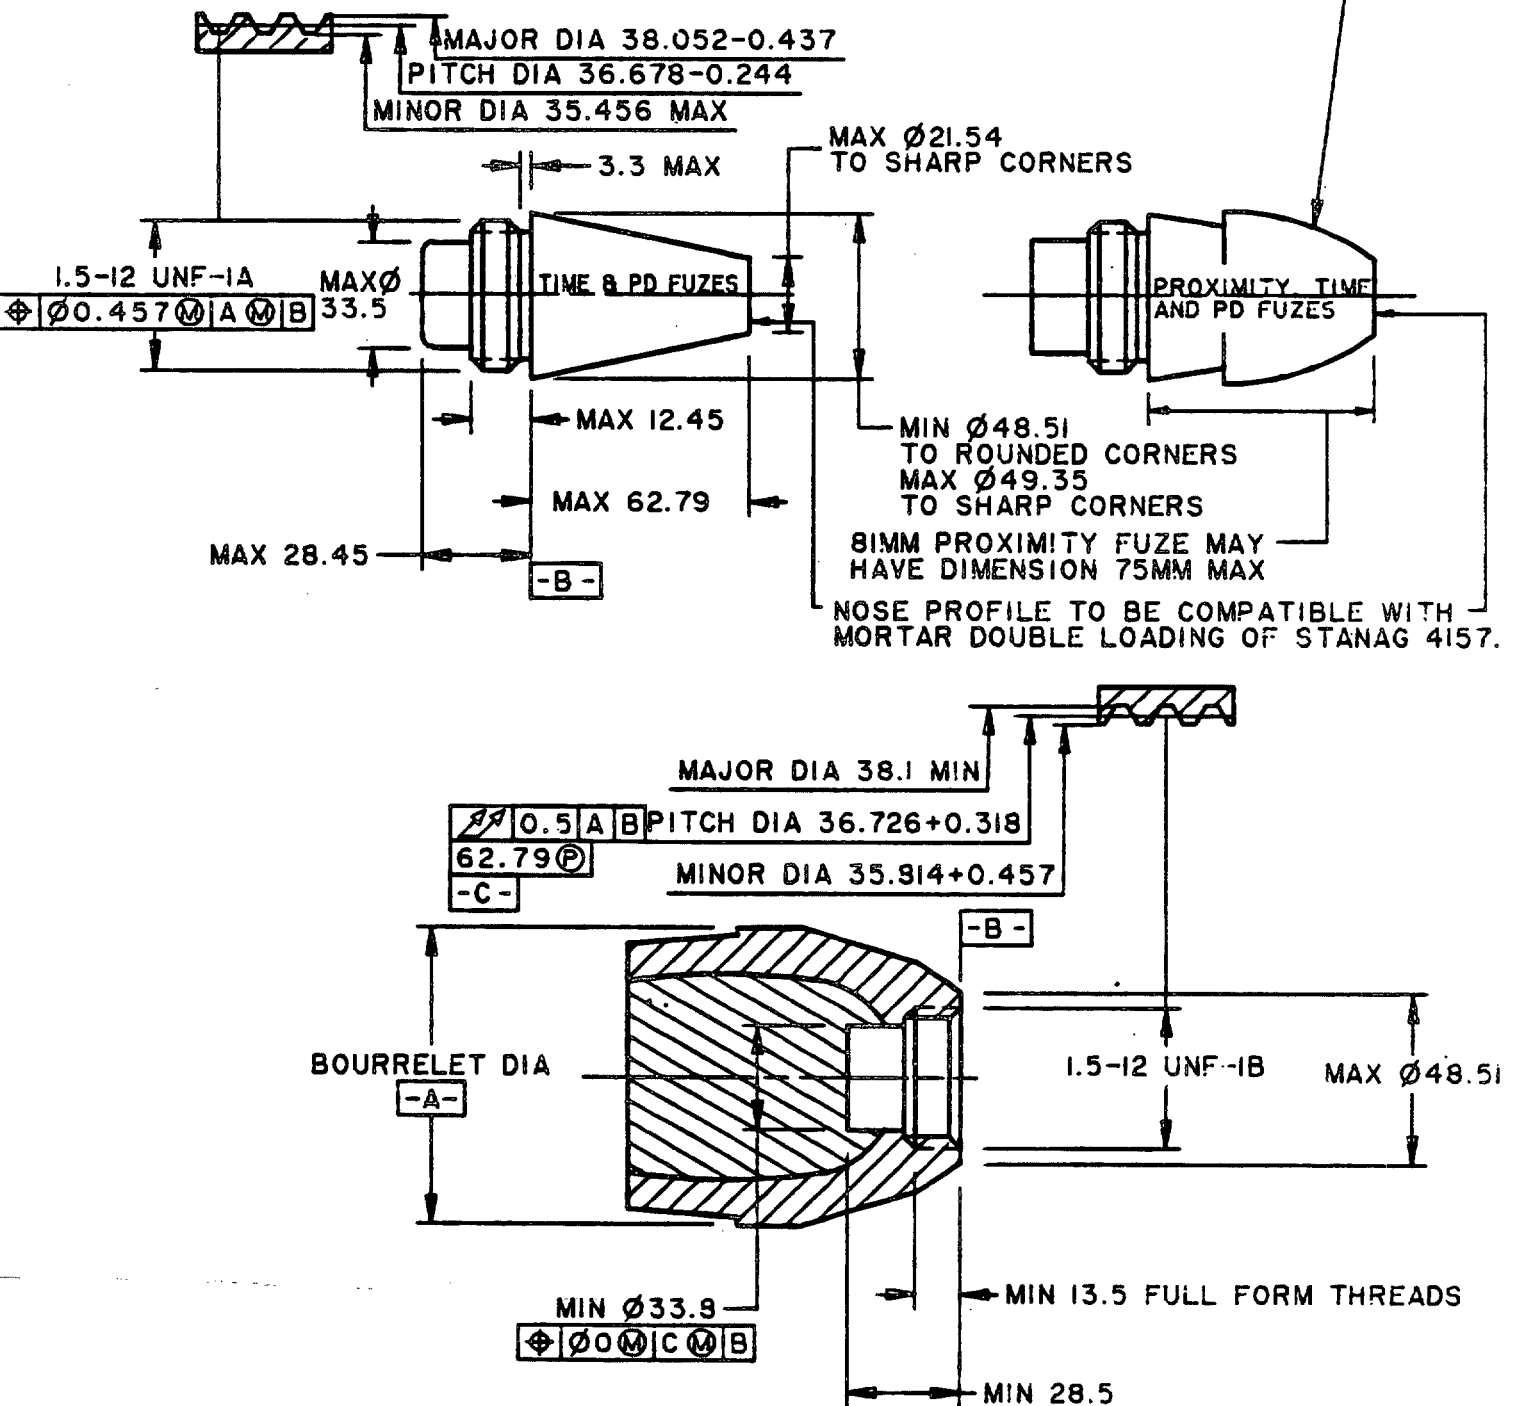 MAJOR DIA 38.052-0.437
PITCH DIA 36.678-0.244
MINOR DIA 35.456 MAX
3.3 MAX
MAX Ø21.54
TO SHARP CORNERS
1.5-12 UNF-1A
⌖ Ø0.457 Ⓜ A Ⓜ B
MAX Ø
33.5
TIME & PD FUZES
PROXIMITY, TIME
AND PD FUZES
MAX 12.45
MAX 62.79
MAX 28.45
-B-
MIN Ø48.51
TO ROUNDED CORNERS
MAX Ø49.35
TO SHARP CORNERS
81MM PROXIMITY FUZE MAY
HAVE DIMENSION 75MM MAX
NOSE PROFILE TO BE COMPATIBLE WITH
MORTAR DOUBLE LOADING OF STANAG 4157.
MAJOR DIA 38.1 MIN
0.5 A B
PITCH DIA 36.726+0.318
62.79 Ⓟ
-C-
MINOR DIA 35.814+0.457
-B-
BOURRELET DIA
-A-
1.5-12 UNF-1B
MAX Ø48.51
MIN 13.5 FULL FORM THREADS
MIN Ø33.8
⌖ Ø0 Ⓜ C Ⓜ B
MIN 28.5